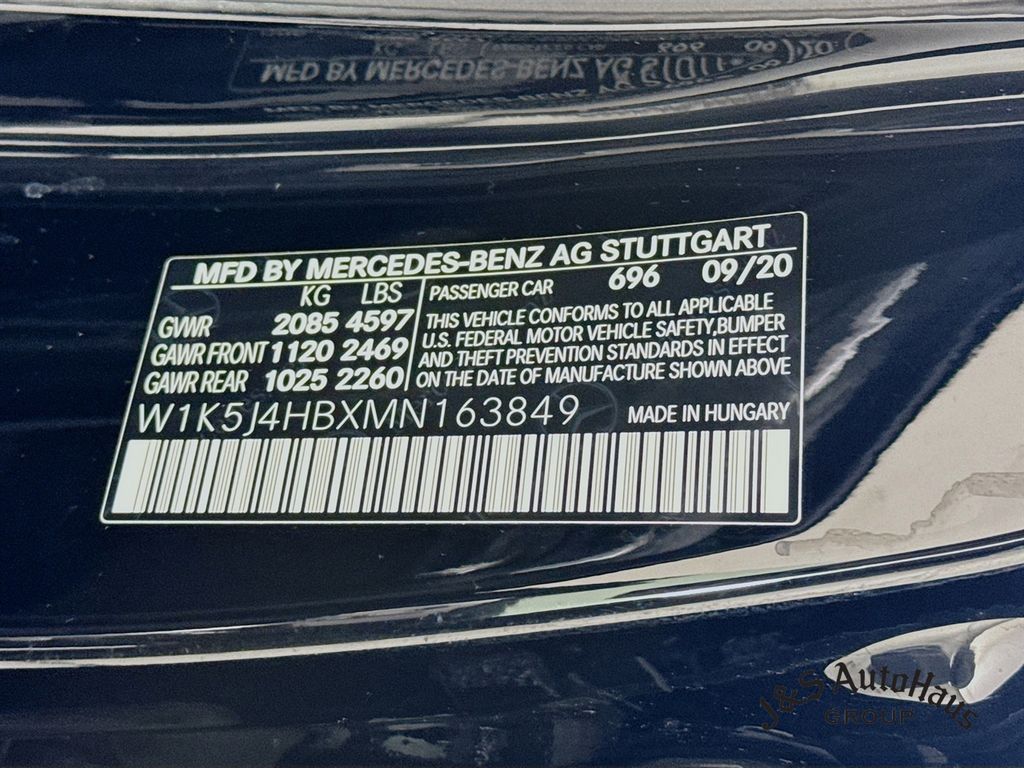 MFD BY MERCEDES-BENZ AG STUTTGART
KG LBS
GVWR 2085 4597
GAWR FRONT 1120 2469
GAWR REAR 1025 2260
PASSENGER CAR 696 09/20
THIS VEHICLE CONFORMS TO ALL APPLICABLE
U.S. FEDERAL MOTOR VEHICLE SAFETY,BUMPER
AND THEFT PREVENTION STANDARDS IN EFFECT
ON THE DATE OF MANUFACTURE SHOWN ABOVE
W1K5J4HBXMN163849 MADE IN HUNGARY
J&S AutoHaus
GROUP